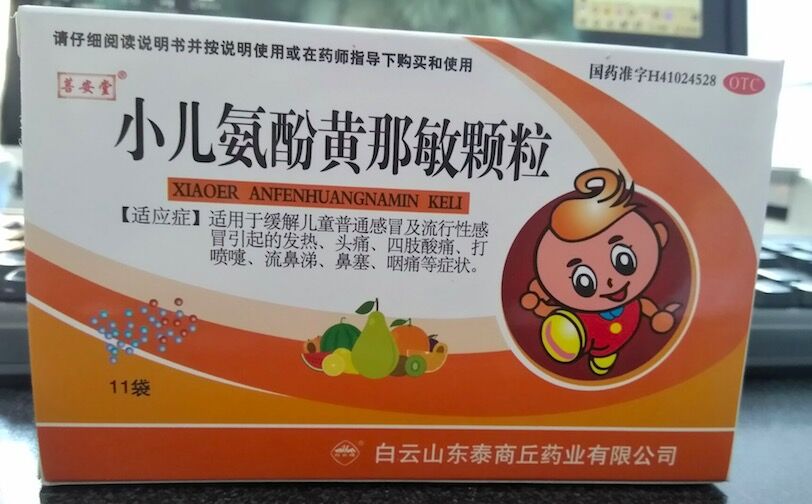 请仔细阅读说明书并按说明使用或在药师指导下购买和使用
国药准字H41024528
OTC
善安堂®
小儿氨酚黄那敏颗粒
XIAOER ANFENHUANGNAMIN KELI
【适应症】适用于缓解儿童普通感冒及流行性感
冒引起的发热、头痛、四肢酸痛、打
喷嚏、流鼻涕、鼻塞、咽痛等症状。
11袋
白云山东泰商丘药业有限公司